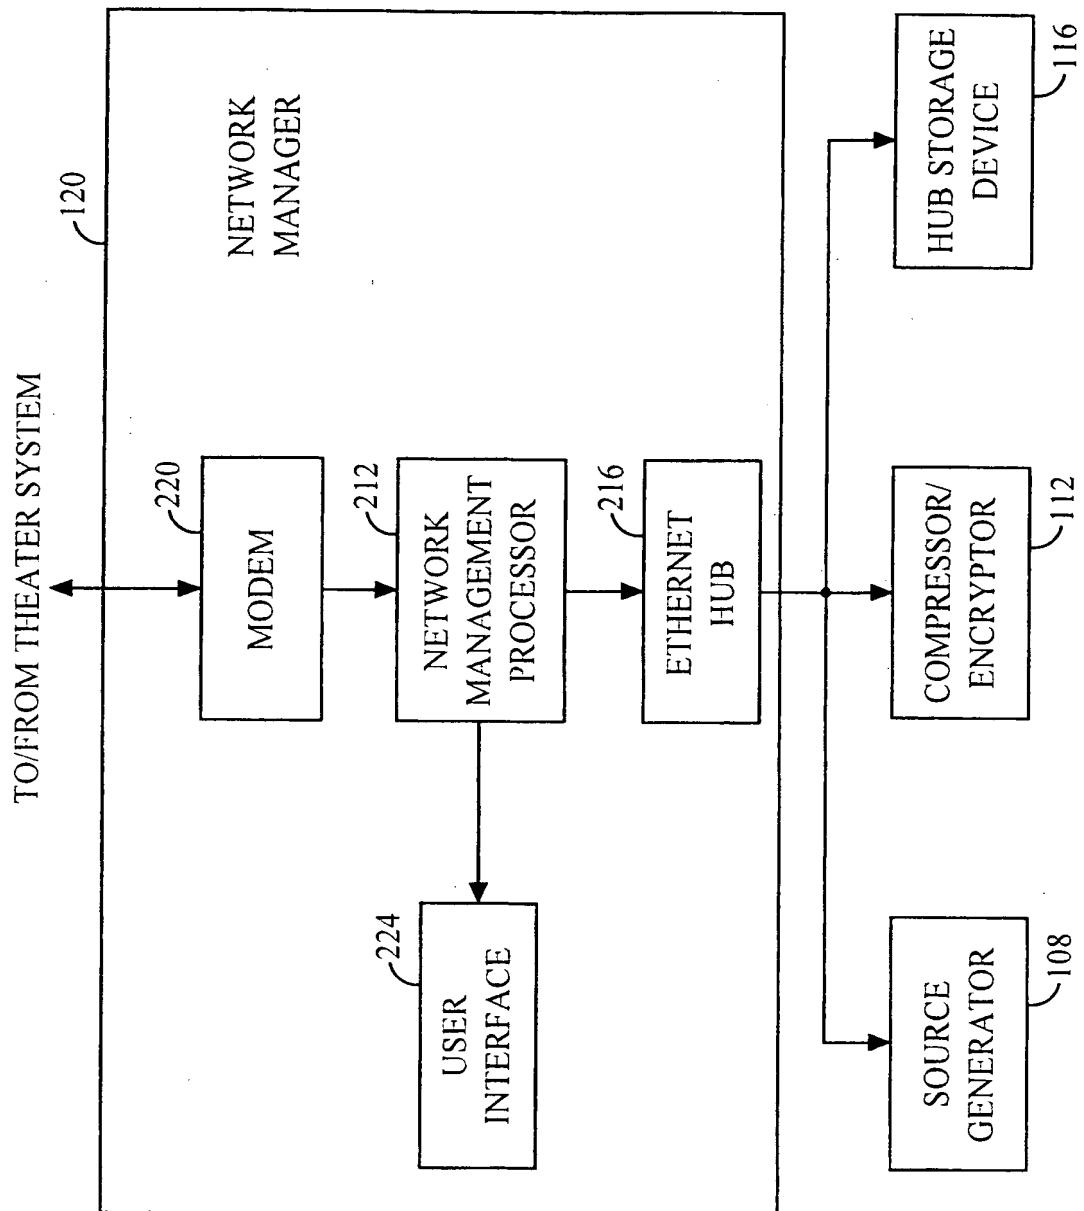 TO/FROM THEATER SYSTEM
120
NETWORK
MANAGER
220
MODEM
212
NETWORK
MANAGEMENT
PROCESSOR
224
USER
INTERFACE
216
ETHERNET
HUB
SOURCE
GENERATOR
108
COMPRESSOR/
ENCRYPTOR
112
HUB STORAGE
DEVICE
116